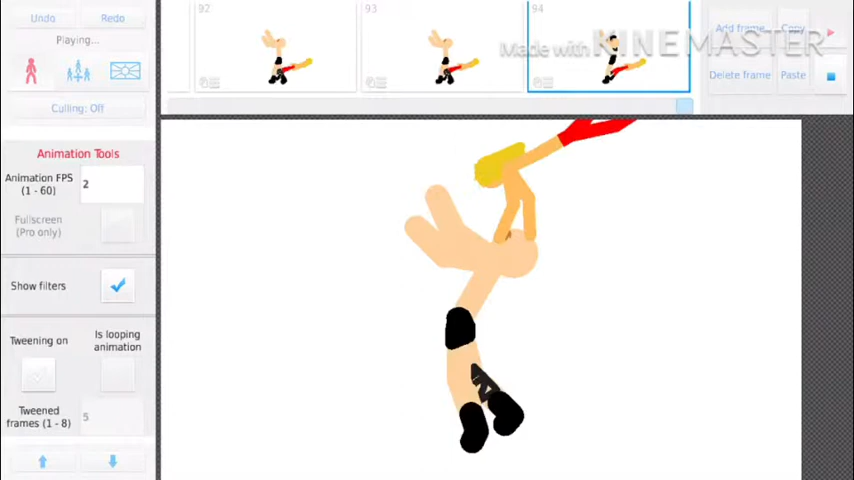 Undo Redo
Playing...
Culling: Off
Animation Tools
Animation FPS
(1 - 60)
2
Fullscreen
(Pro only)
Show filters
Tweening on
Is looping
animation
Tweened
frames (1 - 8)
5
92
93
94
Add frame Copy
Delete frame Paste
Made with KINEMASTER